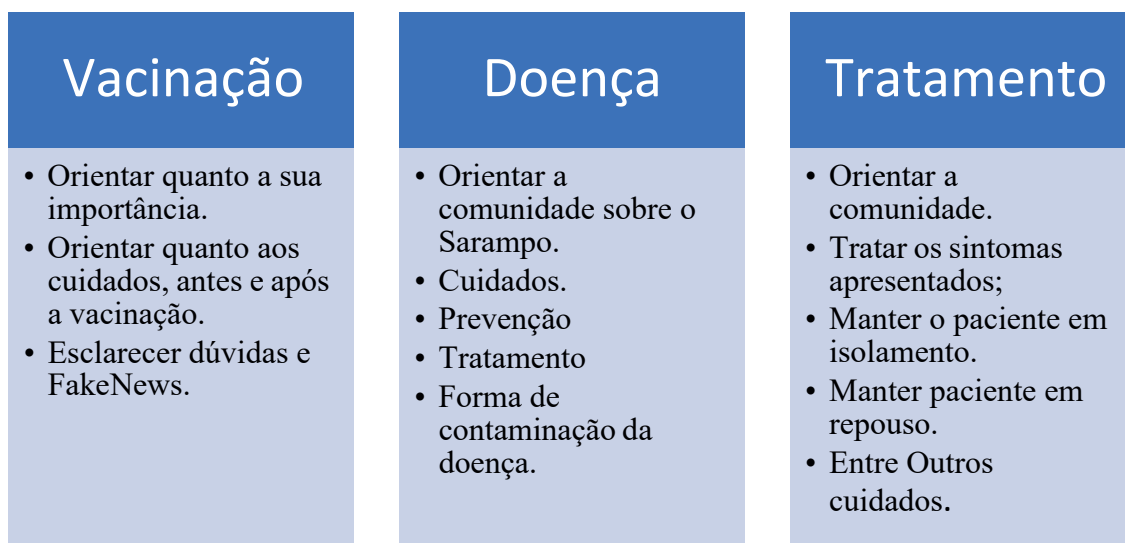 Vacinação
• Orientar quanto a sua
importância.
• Orientar quanto aos
cuidados, antes e após
a vacinação.
• Esclarecer dúvidas e
FakeNews.
Doença
• Orientar a
comunidade sobre o
Sarampo.
• Cuidados.
• Prevenção
• Tratamento
• Forma de
contaminação da
doença.
Tratamento
• Orientar a
comunidade.
• Tratar os sintomas
apresentados;
• Manter o paciente em
isolamento.
• Manter paciente em
repouso.
• Entre Outros
cuidados.